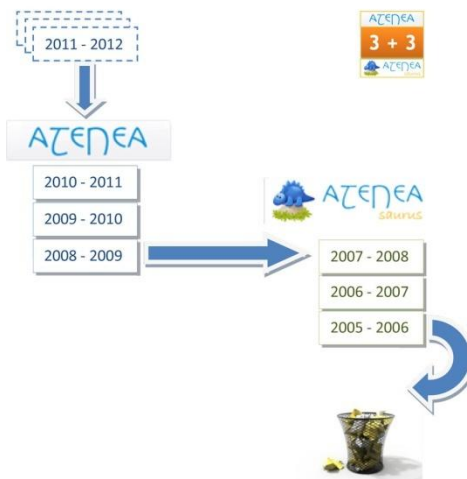 2011 - 2012
ATENEA
3 + 3
ATENEA
saurus
ATENEA
2010 - 2011
2009 - 2010
2008 - 2009
ATENEA
saurus
2007 - 2008
2006 - 2007
2005 - 2006